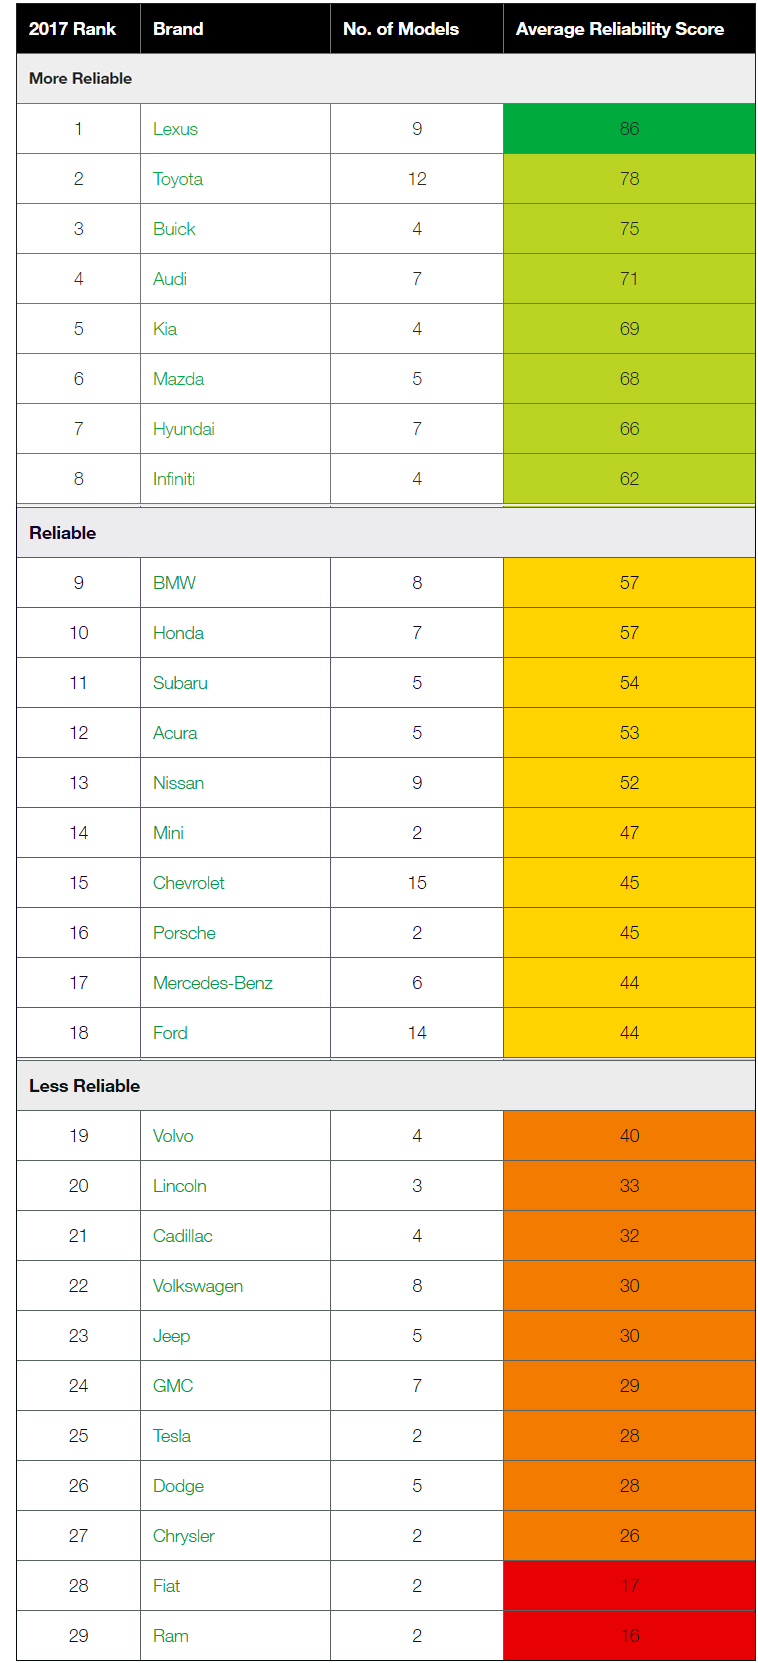 2017 Rank Brand No. of Models Average Reliability Score
More Reliable
1 Lexus 9 86
2 Toyota 12 78
3 Buick 4 75
4 Audi 7 71
5 Kia 4 69
6 Mazda 5 68
7 Hyundai 7 66
8 Infiniti 4 62
Reliable
9 BMW 8 57
10 Honda 7 57
11 Subaru 5 54
12 Acura 5 53
13 Nissan 9 52
14 Mini 2 47
15 Chevrolet 15 45
16 Porsche 2 45
17 Mercedes-Benz 6 44
18 Ford 14 44
Less Reliable
19 Volvo 4 40
20 Lincoln 3 33
21 Cadillac 4 32
22 Volkswagen 8 30
23 Jeep 5 30
24 GMC 7 29
25 Tesla 2 28
26 Dodge 5 28
27 Chrysler 2 26
28 Fiat 2 17
29 Ram 2 16